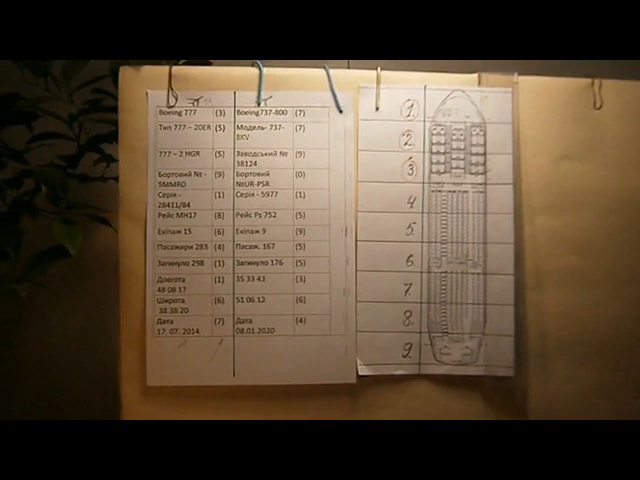 Boeing 777 (3) Boeing737-800 (7)
Тип 777 – 20ER (5) Модель- 737- (7)
8XV
777 – 2 HGR (5) Заводський № (9)
38124
Бортовий № - (9) Бортовий (0)
9MMRD №UR-PSR
Серія - (1) Серія - 5977 (1)
28411/84
Рейс MH17 (8) Рейс Ps 752 (5)
Екіпаж 15 (6) Екіпаж 9 (9)
Пасажири 283 (4) Пасаж. 167 (5)
Загинуло 298 (1) Загинуло 176 (5)
Довгота (1) 35 33 43 (3)
48 08 17
Широта (6) 51 06 12 (6)
38 38 20
Дата (7) Дата (4)
17. 07. 2014 08.01.2020
1.
2.
3
4
5.
6.
7.
8.
9.